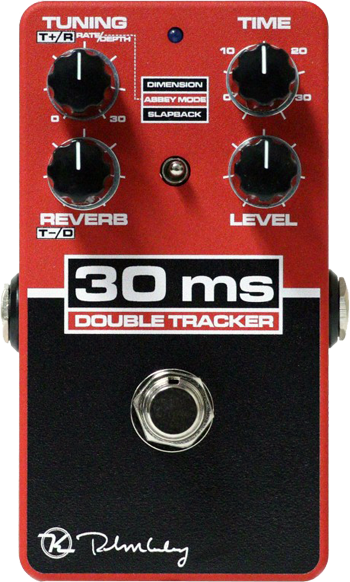 TUNING
TIME
T+/R RATE/DEPTH
10 20
DIMENSION
ABBEY MODE
SLAPBACK
0 30
0 30
REVERB
LEVEL
T-/D
30 ms
DOUBLE TRACKER
K